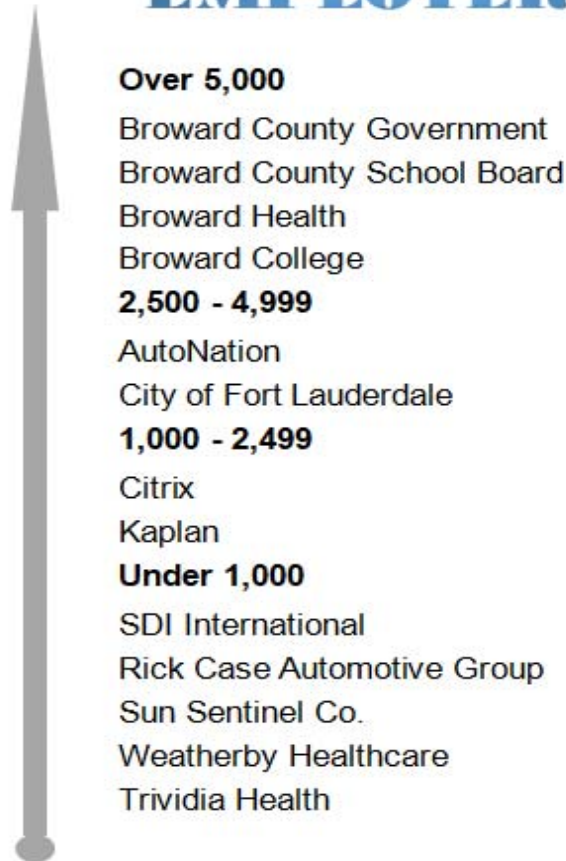 Over 5,000
Broward County Government
Broward County School Board
Broward Health
Broward College
2,500 - 4,999
AutoNation
City of Fort Lauderdale
1,000 - 2,499
Citrix
Kaplan
Under 1,000
SDI International
Rick Case Automotive Group
Sun Sentinel Co.
Weatherby Healthcare
Trividia Health